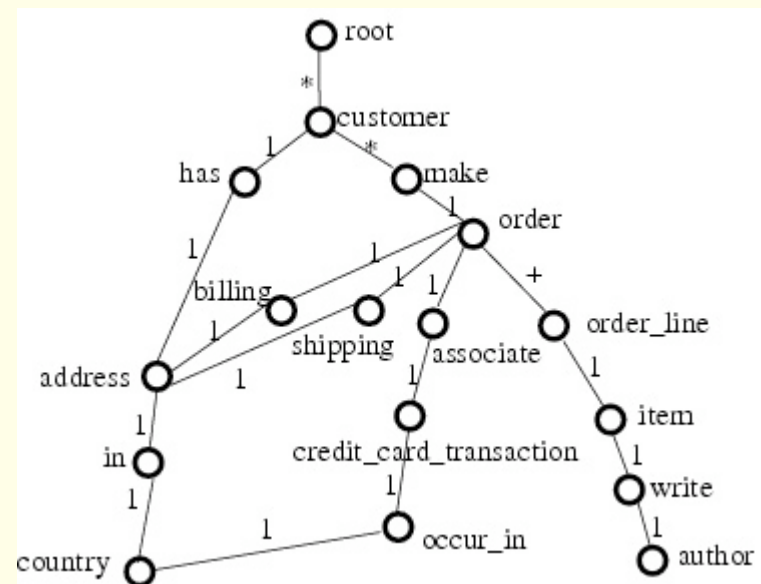 root
*
customer
1
*
has
make
1
order
1
1
1
+
billing
1
1
order_line
shipping
associate
1
1
address
1
item
1
in
credit_card_transaction
1
write
1
1
1
occur_in
author
country